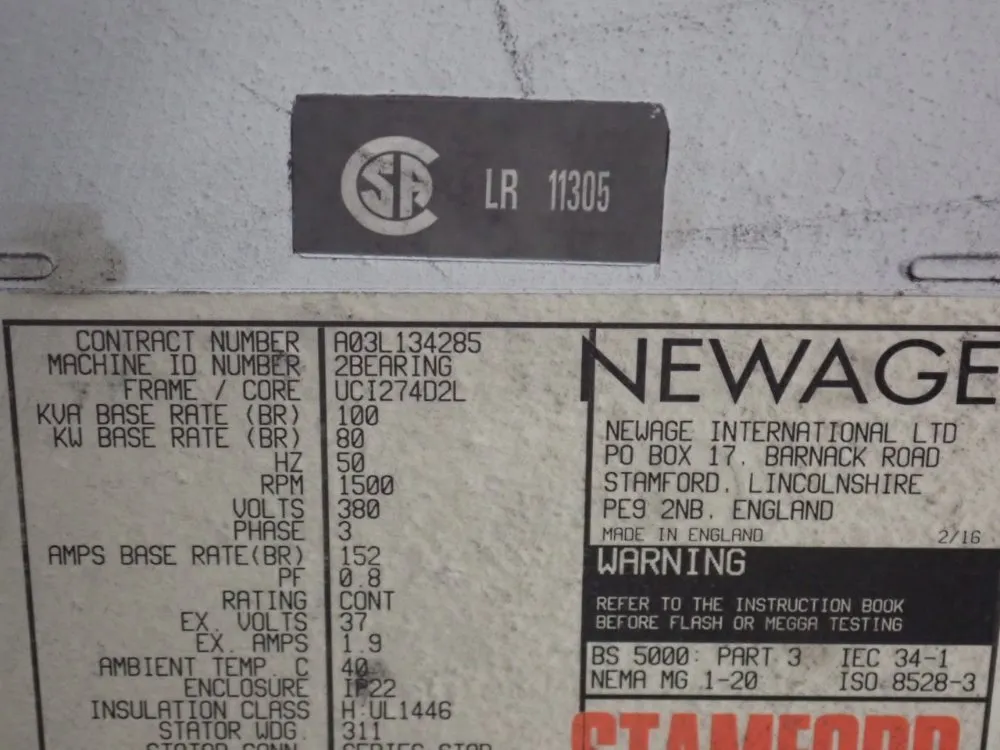 CSA LR 11305
CONTRACT NUMBER A03L134285
MACHINE ID NUMBER 2BEARING
FRAME / CORE UCI274D2L
KVA BASE RATE (BR) 100
KW BASE RATE (BR) 80
HZ 50
RPM 1500
VOLTS 380
PHASE 3
AMPS BASE RATE(BR) 152
PF 0.8
RATING CONT
EX. VOLTS 37
EX. AMPS 1.9
AMBIENT TEMP. C 40
ENCLOSURE IP22
INSULATION CLASS H:UL1446
STATOR WDG. 311
STATOR CONN. SERIES STAR
NEWAGE
NEWAGE INTERNATIONAL LTD
PO BOX 17, BARNACK ROAD
STAMFORD, LINCOLNSHIRE
PE9 2NB, ENGLAND
MADE IN ENGLAND 2/16
WARNING
REFER TO THE INSTRUCTION BOOK
BEFORE FLASH OR MEGGA TESTING
BS 5000: PART 3 IEC 34-1
NEMA MG 1-20 ISO 8528-3
STAMFORD